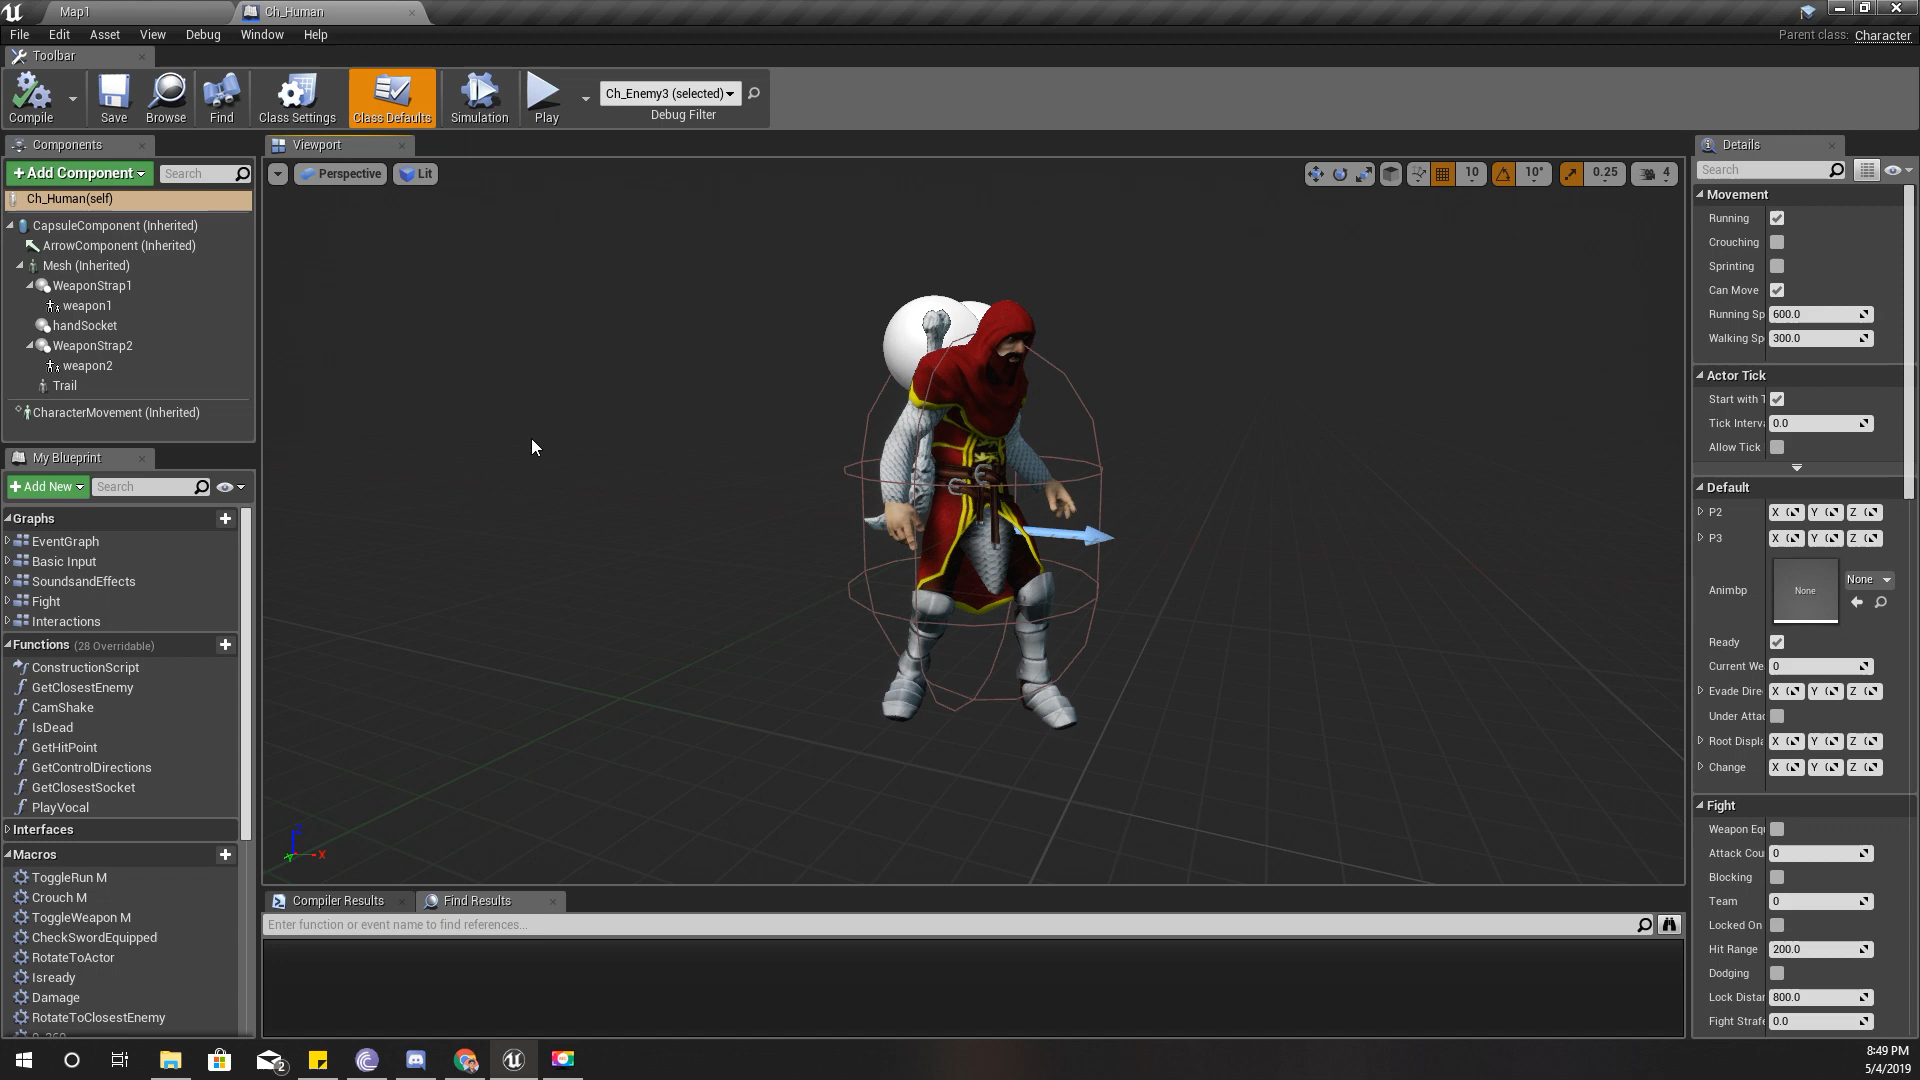 Map1
Ch_Human
File Edit Asset View Debug Window Help
Parent class: Character
Toolbar
Compile
Save
Browse
Find
Class Settings
Class Defaults
Simulation
Play
Ch_Enemy3 (selected)
Debug Filter
Components
+Add Component
Search
Ch_Human(self)
CapsuleComponent (Inherited)
ArrowComponent (Inherited)
Mesh (Inherited)
WeaponStrap1
weapon1
handSocket
WeaponStrap2
weapon2
Trail
CharacterMovement (Inherited)
My Blueprint
+Add New
Search
Graphs
EventGraph
Basic Input
SoundsandEffects
Fight
Interactions
Functions (28 Overridable)
ConstructionScript
GetClosestEnemy
CamShake
IsDead
GetHitPoint
GetControlDirections
GetClosestSocket
PlayVocal
Interfaces
Macros
ToggleRun M
Crouch M
ToggleWeapon M
CheckSwordEquipped
RotateToActor
Isready
Damage
RotateToClosestEnemy
Viewport
Perspective
Lit
10
10°
0.25
4
Z
X
Compiler Results
Find Results
Enter function or event name to find references...
Details
Search
Movement
Running
Crouching
Sprinting
Can Move
Running Sp 600.0
Walking Sp 300.0
Actor Tick
Start with T
Tick Interv 0.0
Allow Tick
Default
P2 X Y Z
P3 X Y Z
Animbp
None
None
Ready
Current We 0
Evade Dire X Y Z
Under Attac
Root Displa X Y Z
Change X Y Z
Fight
Weapon Equ
Attack Cou 0
Blocking
Team 0
Locked On
Hit Range 200.0
Dodging
Lock Distar 800.0
Fight Strafe 0.0
2
8:49 PM
5/4/2019